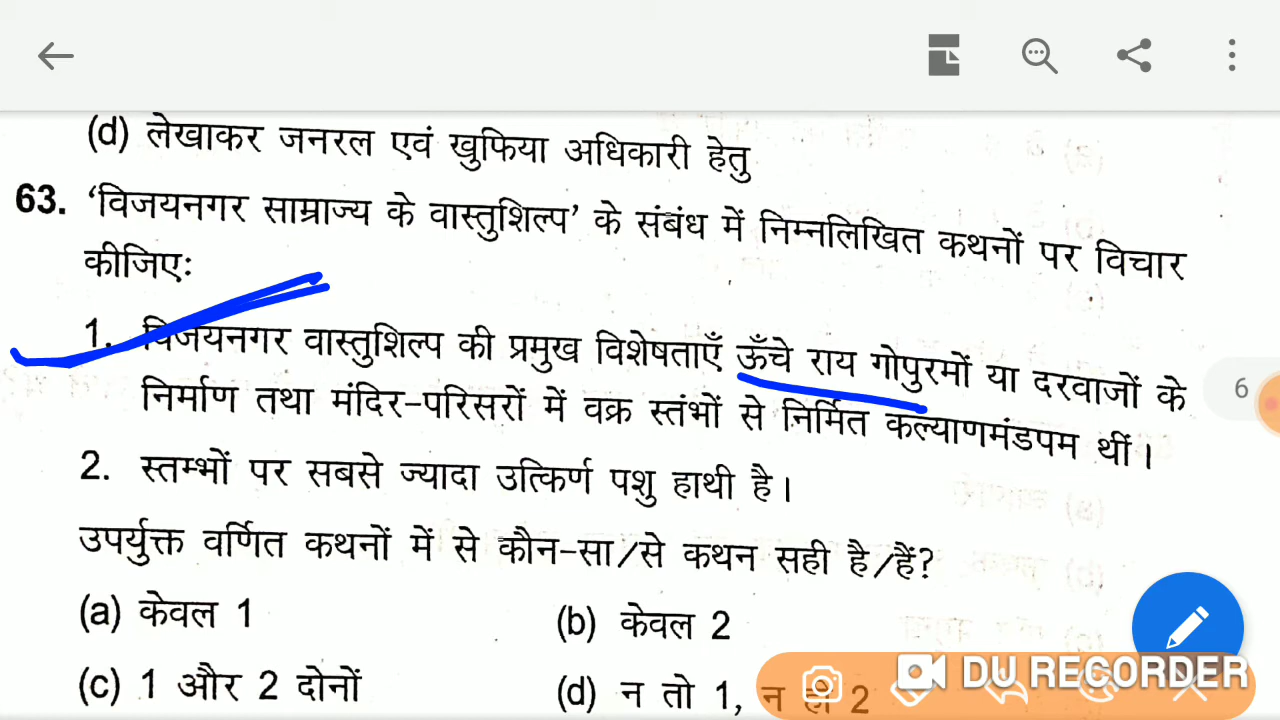 (d) लेखाकर जनरल एवं खुफिया अधिकारी हेतु
63. ‘विजयनगर साम्राज्य के वास्तुशिल्प’ के संबंध में निम्नलिखित कथनों पर विचार
कीजिए:
1. विजयनगर वास्तुशिल्प की प्रमुख विशेषताएँ ऊँचे राय गोपुरमों या दरवाजों के
निर्माण तथा मंदिर-परिसरों में वक्र स्तंभों से निर्मित कल्याणमंडपम थीं।
6
2. स्तम्भों पर सबसे ज्यादा उत्किर्ण पशु हाथी है।
उपर्युक्त वर्णित कथनों में से कौन-सा/से कथन सही है/हैं?
(a) केवल 1 (b) केवल 2
(c) 1 और 2 दोनों (d) न तो 1, न ही 2
DU RECORDER